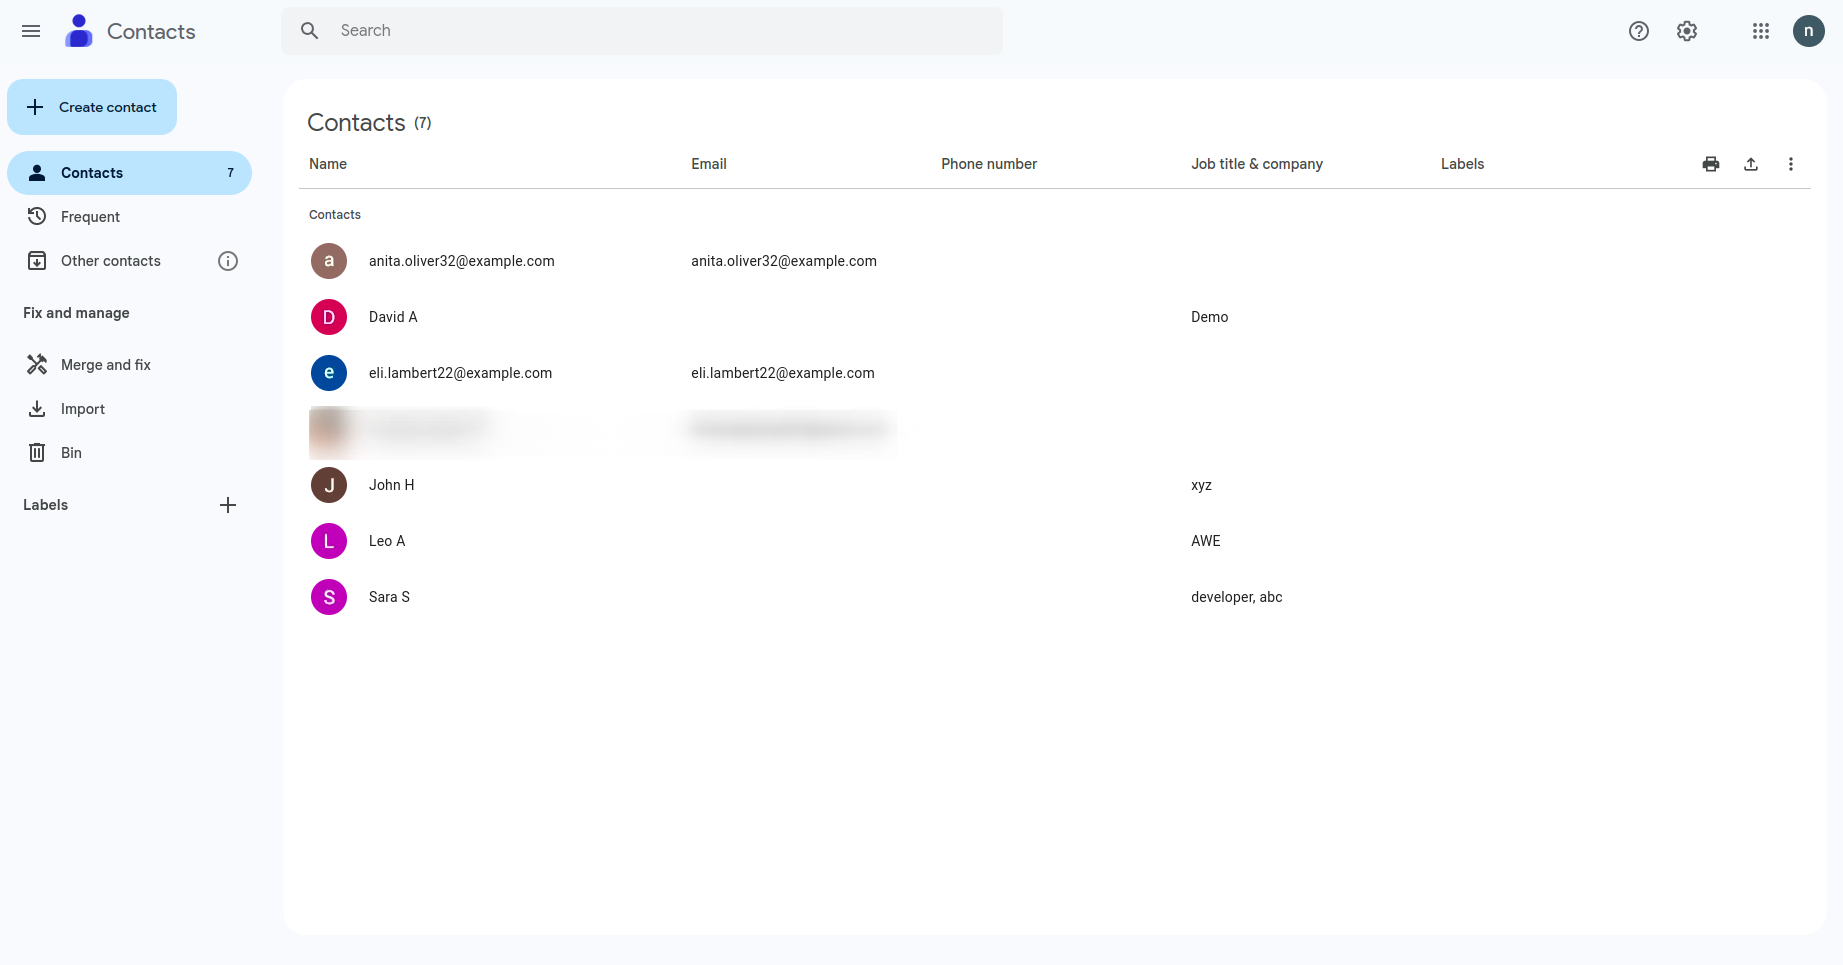 Contacts
Search
n
Create contact
Contacts 7
Frequent
Other contacts
Fix and manage
Merge and fix
Import
Bin
Labels
Contacts (7)
Name Email Phone number Job title & company Labels
Contacts
a anita.oliver32@example.com anita.oliver32@example.com
D David A Demo
e eli.lambert22@example.com eli.lambert22@example.com
J John H xyz
L Leo A AWE
S Sara S developer, abc